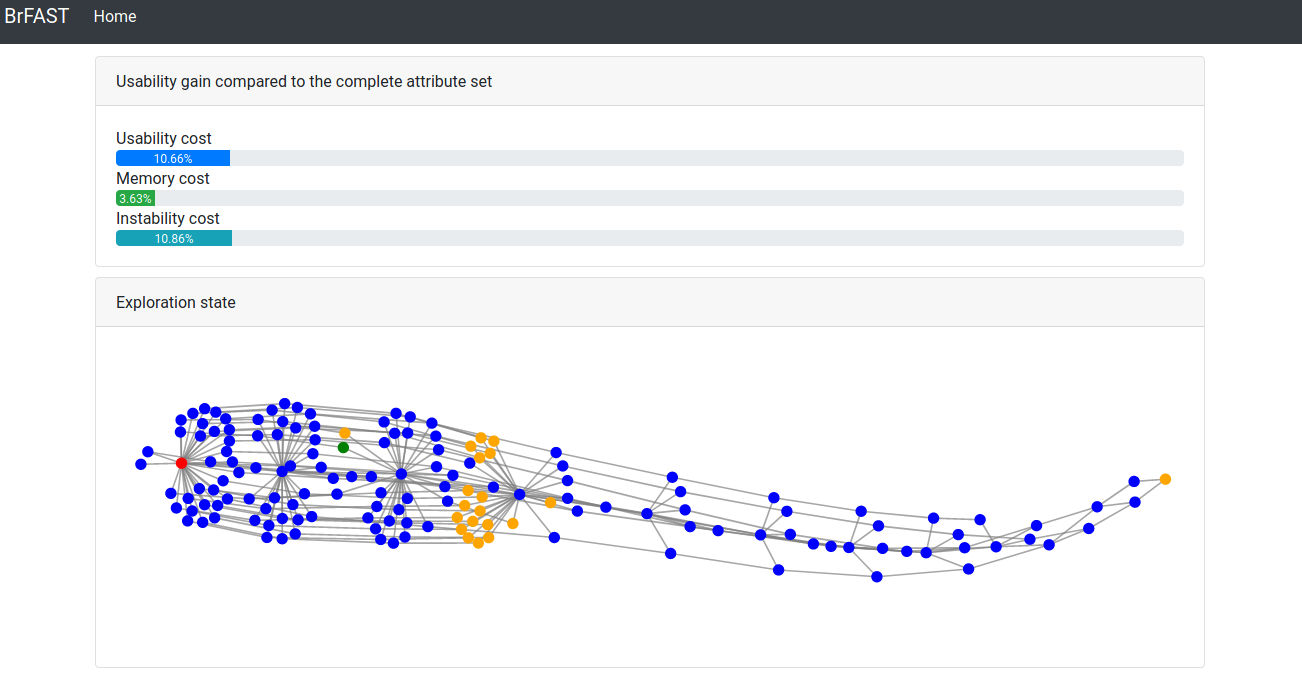 BrFAST Home
Usability gain compared to the complete attribute set
Usability cost
10.66%
Memory cost
3.63%
Instability cost
10.86%
Exploration state